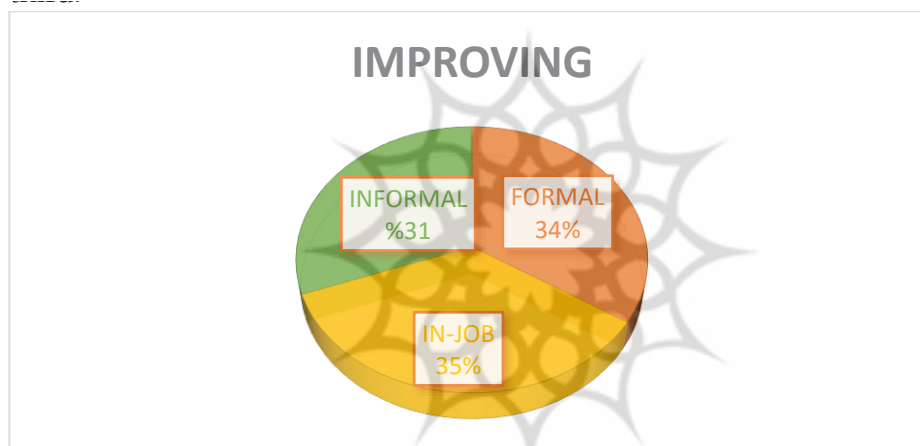 IMPROVING
INFORMAL
%31
FORMAL
34%
IN-JOB
35%